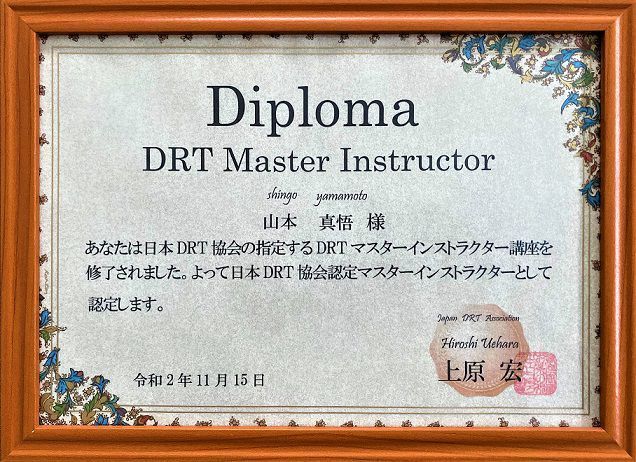 Diploma
DRT Master Instructor
shingo yamamoto
山本 真悟 様
あなたは日本DRT協会の指定するDRTマスターインストラクター講座を
修了されました。よって日本DRT協会認定マスターインストラクターとして
認定します。
Japan DRT Association
Hiroshi Uehara
上原 宏
令和2年11月15日